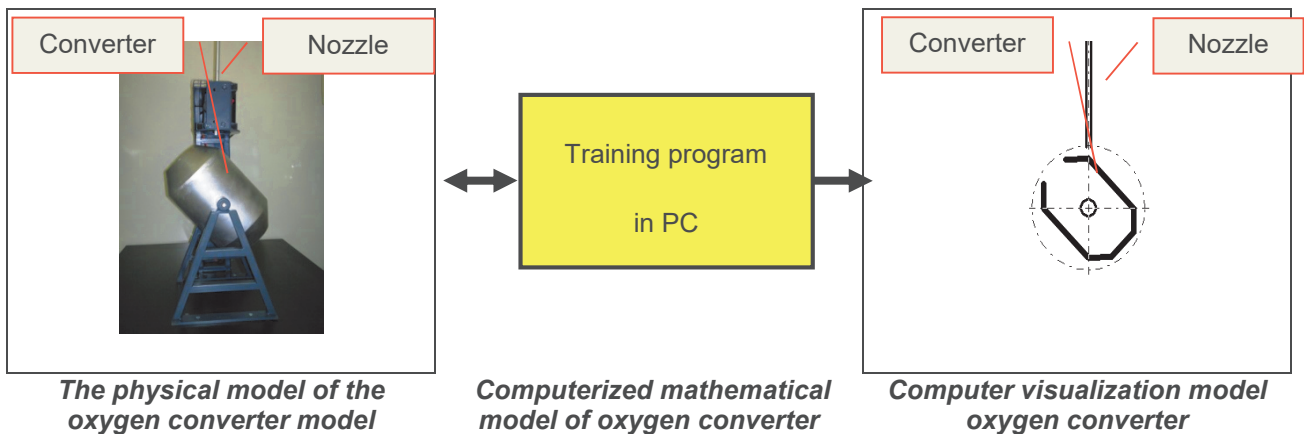 Converter
Nozzle
Training program
in PC
Converter
Nozzle
The physical model of the
oxygen converter model
Computerized mathematical
model of oxygen converter
Computer visualization model
oxygen converter